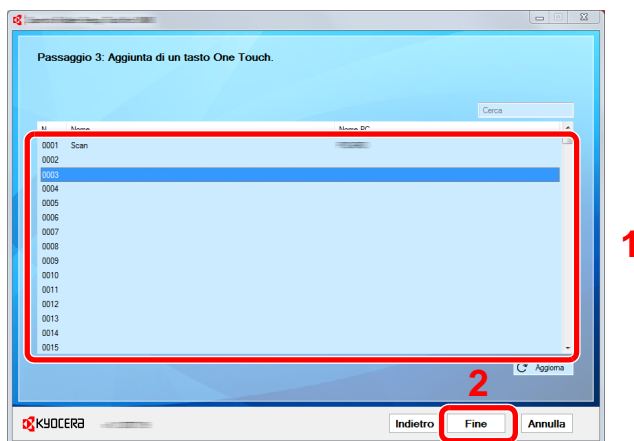 Passaggio 3: Aggiunta di un tasto One Touch.
Cerca
N. Nome Nome PC
0001 Scan
0002
0003
0004
0005
0006
0007
0008
0009
0010
0011
0012
0013
0014
0015
1
Aggiorna
2
KYOCERA
Indietro Fine Annulla